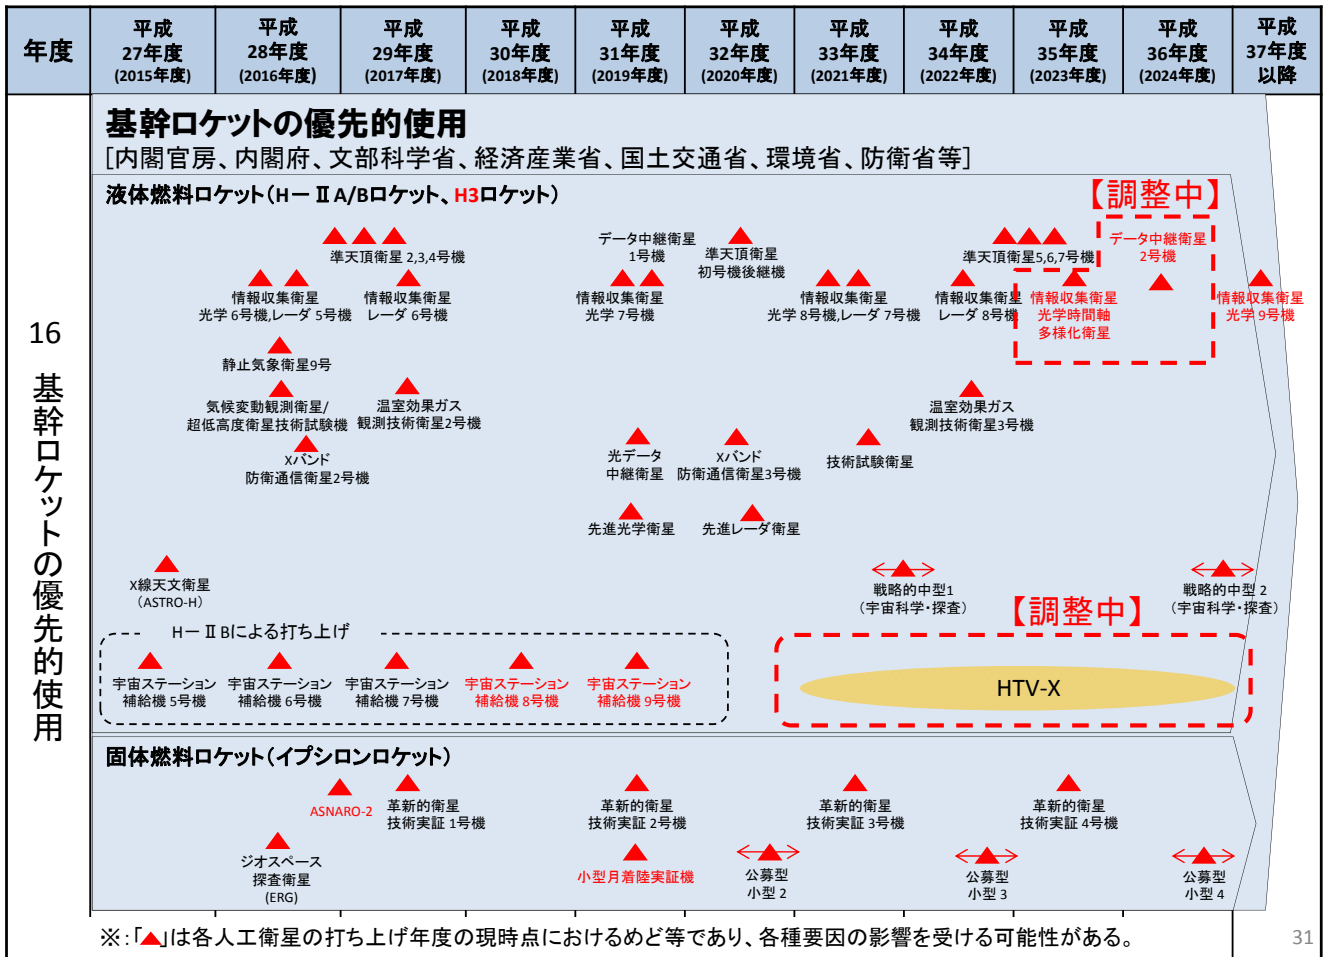 年度
平成
27年度
(2015年度)
平成
28年度
(2016年度)
平成
29年度
(2017年度)
平成
30年度
(2018年度)
平成
31年度
(2019年度)
平成
32年度
(2020年度)
平成
33年度
(2021年度)
平成
34年度
(2022年度)
平成
35年度
(2023年度)
平成
36年度
(2024年度)
平成
37年度
以降
16 基幹ロケットの優先的使用
基幹ロケットの優先的使用
[内閣官房、内閣府、文部科学省、経済産業省、国土交通省、環境省、防衛省等]
液体燃料ロケット(HーⅡA/Bロケット、H3ロケット)
【調整中】
準天頂衛星 2,3,4号機
データ中継衛星
1号機
準天頂衛星
初号機後継機
準天頂衛星5,6,7号機
データ中継衛星
2号機
情報収集衛星
光学 6号機,レーダ 5号機
情報収集衛星
レーダ 6号機
情報収集衛星
光学 7号機
情報収集衛星
光学 8号機,レーダ 7号機
情報収集衛星
レーダ 8号機
情報収集衛星
光学時間軸
多様化衛星
情報収集衛星
光学 9号機
静止気象衛星9号
気候変動観測衛星/
超低高度衛星技術試験機
温室効果ガス
観測技術衛星2号機
温室効果ガス
観測技術衛星3号機
Xバンド
防衛通信衛星2号機
光データ
中継衛星
Xバンド
防衛通信衛星3号機
技術試験衛星
先進光学衛星
先進レーダ衛星
X線天文衛星
(ASTRO-H)
戦略的中型1
(宇宙科学・探査)
戦略的中型 2
(宇宙科学・探査)
【調整中】
HーⅡBによる打ち上げ
宇宙ステーション
補給機 5号機
宇宙ステーション
補給機 6号機
宇宙ステーション
補給機 7号機
宇宙ステーション
補給機 8号機
宇宙ステーション
補給機 9号機
HTV-X
固体燃料ロケット(イプシロンロケット)
ASNARO-2
革新的衛星
技術実証 1号機
革新的衛星
技術実証 2号機
革新的衛星
技術実証 3号機
革新的衛星
技術実証 4号機
ジオスペース
探査衛星
(ERG)
小型月着陸実証機
公募型
小型 2
公募型
小型 3
公募型
小型 4
※:「▲」は各人工衛星の打ち上げ年度の現時点におけるめど等であり、各種要因の影響を受ける可能性がある。
31